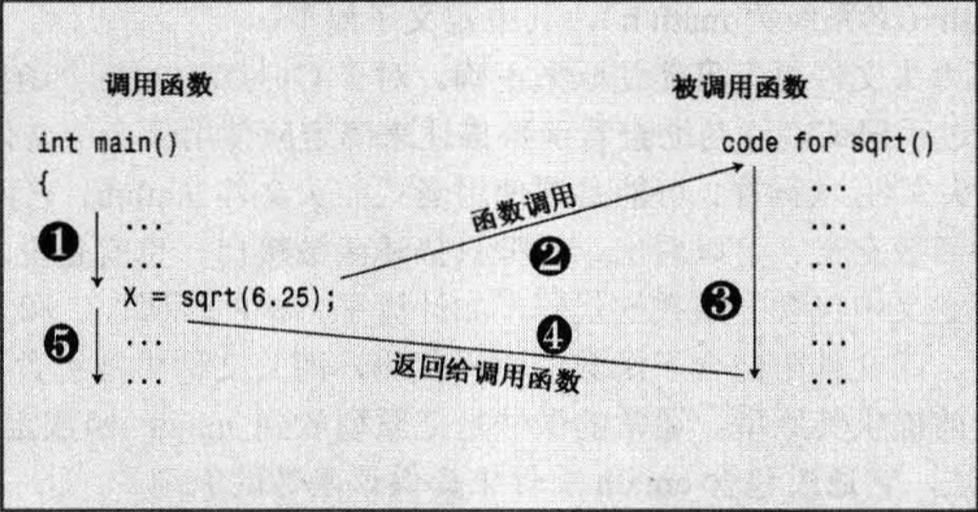 调用函数
int main()
{
❶
...
...
X = sqrt(6.25);
❺
...
...
函数调用
❷
❹
返回给调用函数
被调用函数
code for sqrt()
❸
...
...
...
...
...
...